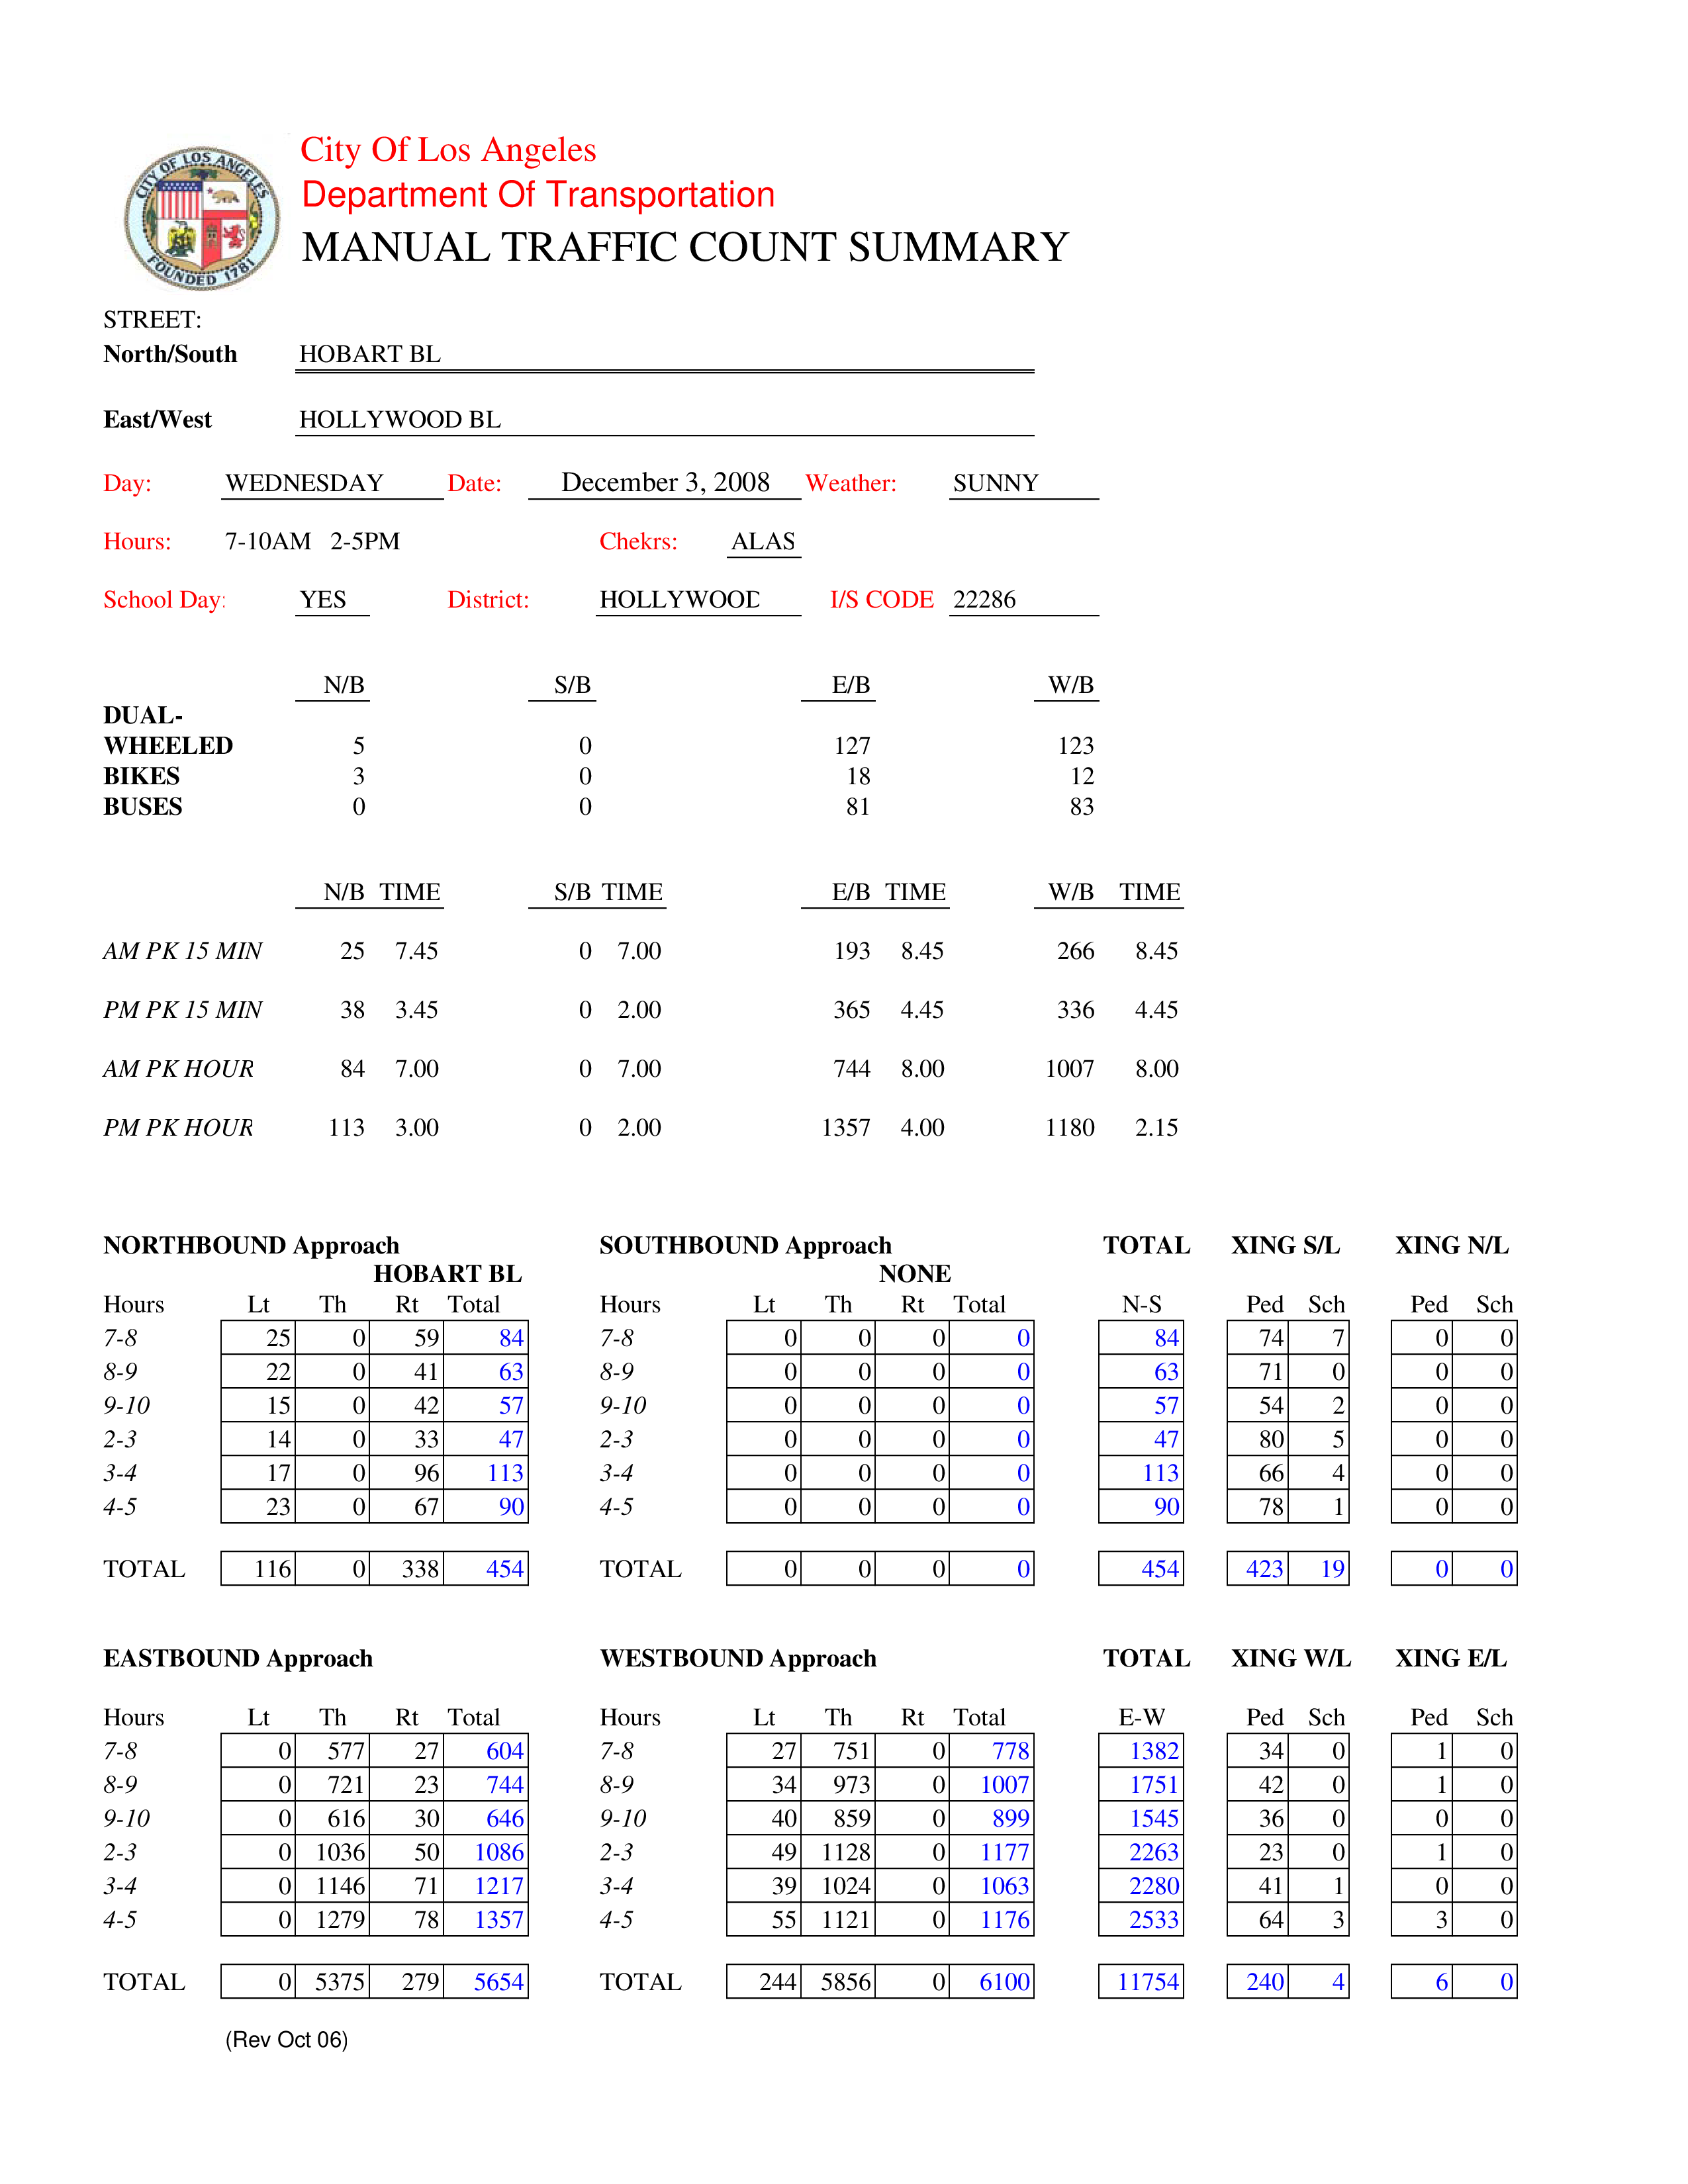 CITY OF LOS ANGELES
FOUNDED 1781
City Of Los Angeles
Department Of Transportation
MANUAL TRAFFIC COUNT SUMMARY
STREET:
North/South HOBART BL
East/West HOLLYWOOD BL
Day: WEDNESDAY Date: December 3, 2008 Weather: SUNNY
Hours: 7-10AM 2-5PM Chekrs: ALAS
School Day: YES District: HOLLYWOOD I/S CODE 22286
N/B S/B E/B W/B
DUAL-
WHEELED 5 0 127 123
BIKES 3 0 18 12
BUSES 0 0 81 83
N/B TIME S/B TIME E/B TIME W/B TIME
AM PK 15 MIN 25 7.45 0 7.00 193 8.45 266 8.45
PM PK 15 MIN 38 3.45 0 2.00 365 4.45 336 4.45
AM PK HOUR 84 7.00 0 7.00 744 8.00 1007 8.00
PM PK HOUR 113 3.00 0 2.00 1357 4.00 1180 2.15
NORTHBOUND Approach SOUTHBOUND Approach TOTAL XING S/L XING N/L
HOBART BL NONE
Hours Lt Th Rt Total Hours Lt Th Rt Total N-S Ped Sch Ped Sch
7-8 25 0 59 84 7-8 0 0 0 0 84 74 7 0 0
8-9 22 0 41 63 8-9 0 0 0 0 63 71 0 0 0
9-10 15 0 42 57 9-10 0 0 0 0 57 54 2 0 0
2-3 14 0 33 47 2-3 0 0 0 0 47 80 5 0 0
3-4 17 0 96 113 3-4 0 0 0 0 113 66 4 0 0
4-5 23 0 67 90 4-5 0 0 0 0 90 78 1 0 0
TOTAL 116 0 338 454 TOTAL 0 0 0 0 454 423 19 0 0
EASTBOUND Approach WESTBOUND Approach TOTAL XING W/L XING E/L
Hours Lt Th Rt Total Hours Lt Th Rt Total E-W Ped Sch Ped Sch
7-8 0 577 27 604 7-8 27 751 0 778 1382 34 0 1 0
8-9 0 721 23 744 8-9 34 973 0 1007 1751 42 0 1 0
9-10 0 616 30 646 9-10 40 859 0 899 1545 36 0 0 0
2-3 0 1036 50 1086 2-3 49 1128 0 1177 2263 23 0 1 0
3-4 0 1146 71 1217 3-4 39 1024 0 1063 2280 41 1 0 0
4-5 0 1279 78 1357 4-5 55 1121 0 1176 2533 64 3 3 0
TOTAL 0 5375 279 5654 TOTAL 244 5856 0 6100 11754 240 4 6 0
(Rev Oct 06)